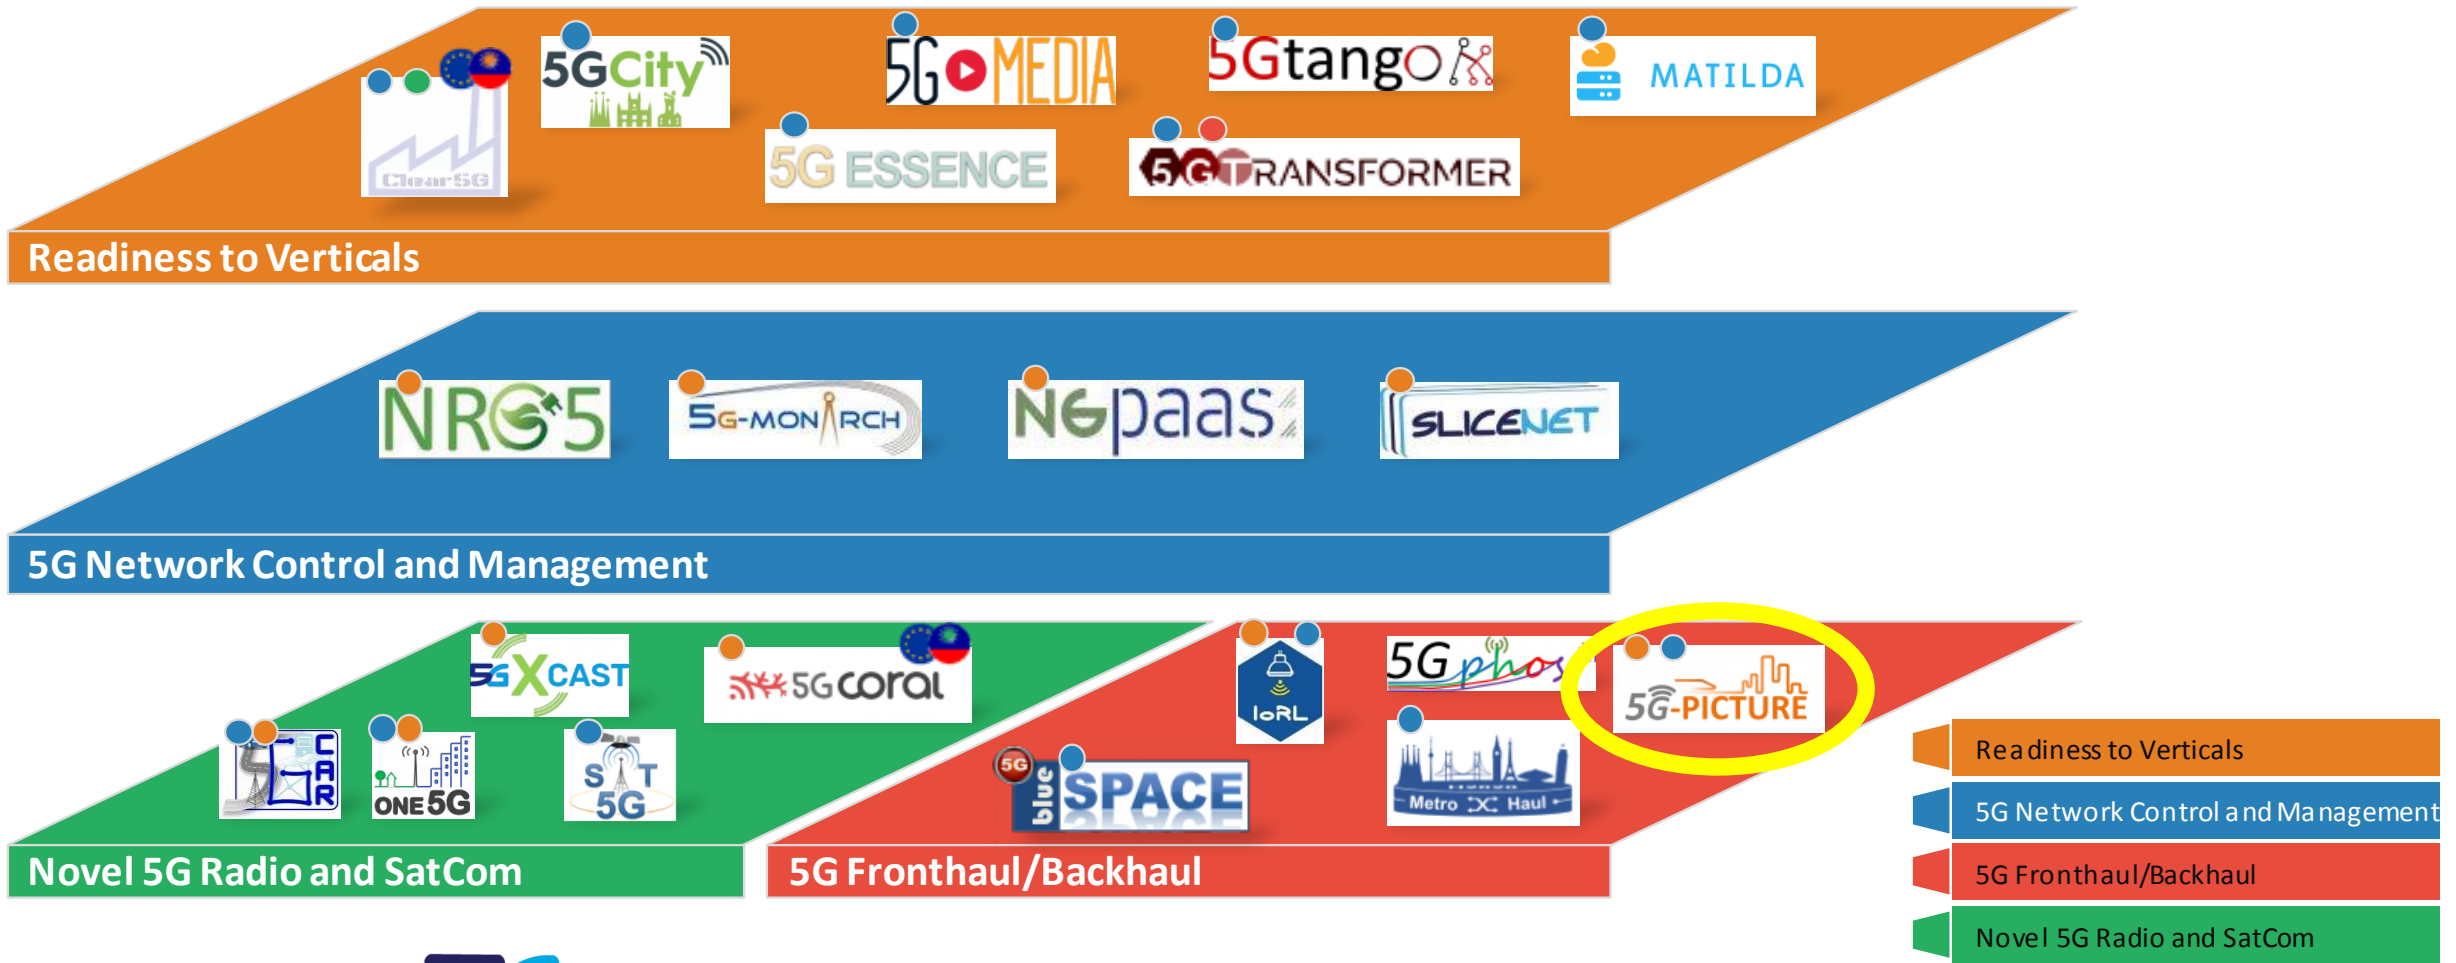 5GCity
5G MEDIA
5Gtango
MATILDA
Clear5G
5G ESSENCE
5GTRANSFORMER
Readiness to Verticals
NRG5
5G-MONARCH
NGpaas
SLICENET
5G Network Control and Management
5G XCAST
5G CORAL
5G CAR
ONE5G
SAT 5G
Novel 5G Radio and SatCom
IoRL
5G phos
5G-PICTURE
5G blue SPACE
Metro Haul
5G Fronthaul/Backhaul
Readiness to Verticals
5G Network Control and Management
5G Fronthaul/Backhaul
Novel 5G Radio and SatCom